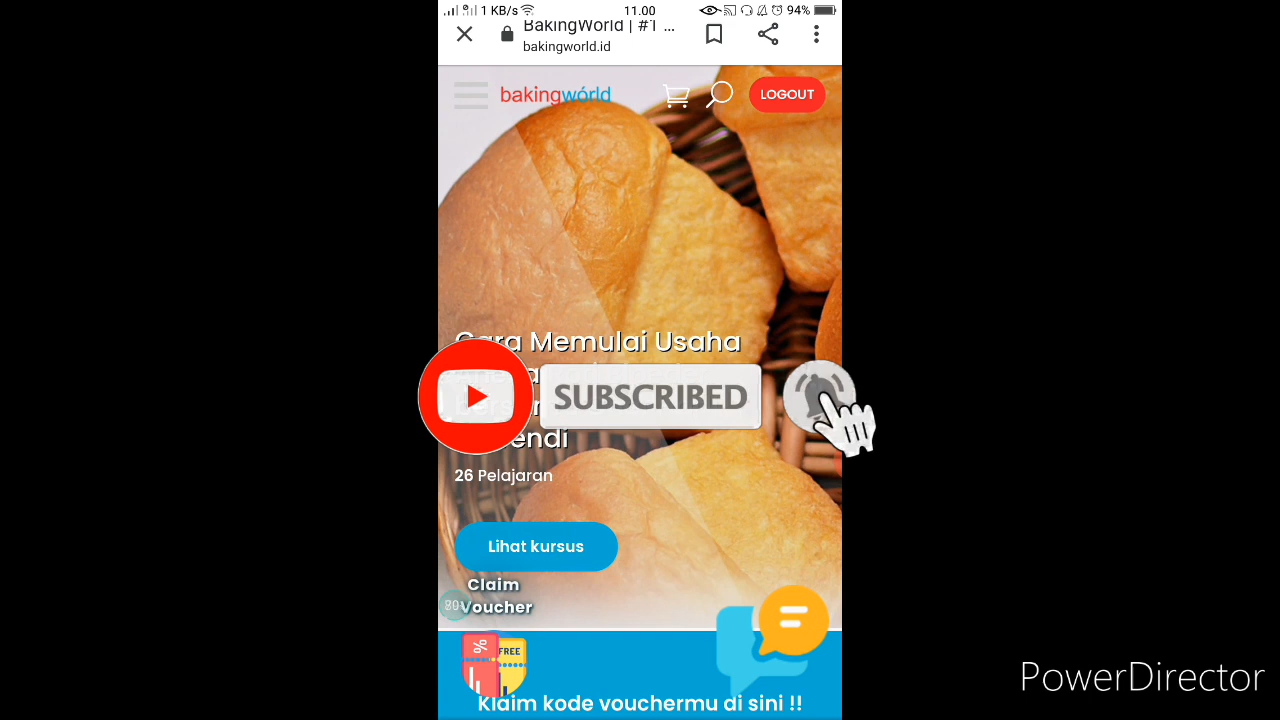 1 KB/s 11.00 94%
BakingWorld | #1 ...
bakingworld.id
bakingworld LOGOUT
Cara Memulai Usaha
SUBSCRIBED
26 Pelajaran
Lihat kursus
Claim
Voucher
% FREE
Klaim kode vouchermu di sini !!
PowerDirector